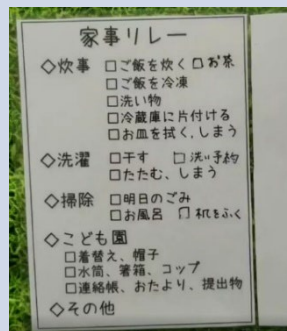 家事リレー
◇炊事 □ご飯を炊く □お茶
□ご飯を冷凍
□洗い物
□冷蔵庫に片付ける
□お皿を拭く、しまう
◇洗濯 □干す □洗い予約
□たたむ、しまう
◇掃除 □明日のごみ
□お風呂 □机をふく
◇こども園
□着替え、帽子
□水筒、箸箱、コップ
□連絡帳、おたより、提出物
◇その他